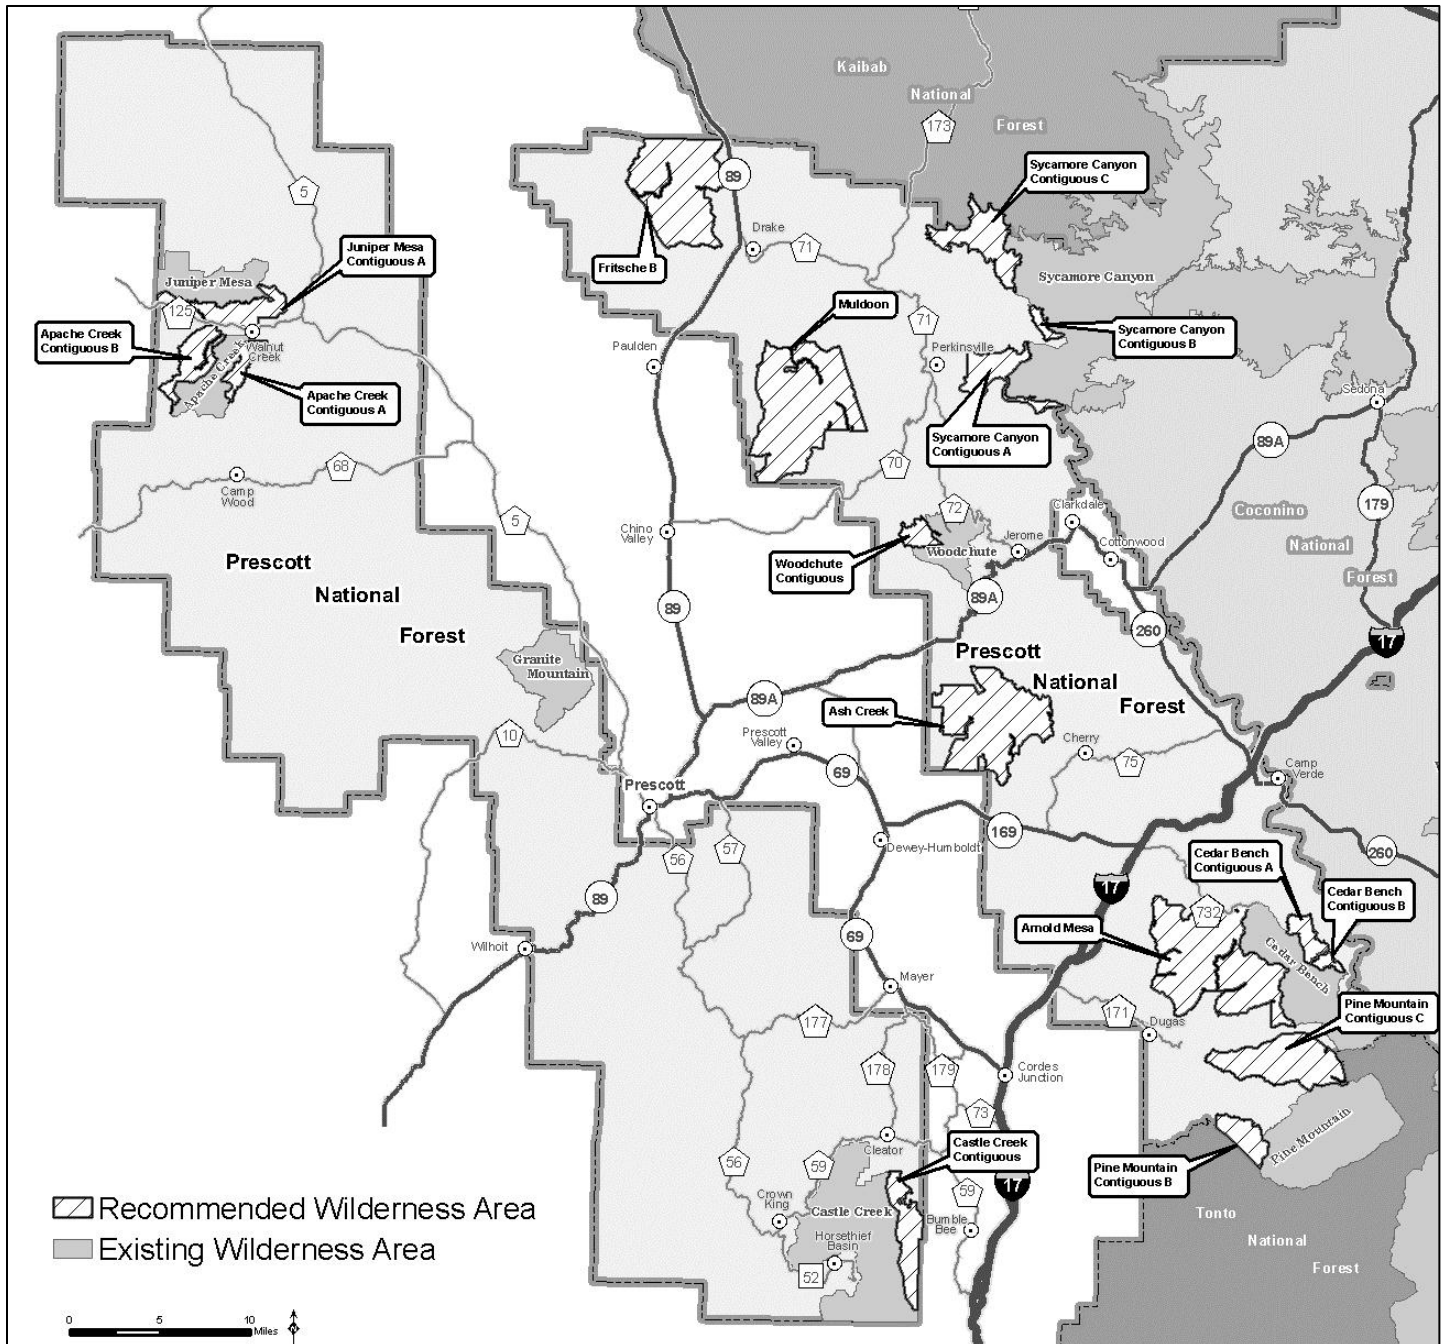 Kaibab
National
Forest
173
5
89
Sycamore Canyon
Contiguous C
Drake
71
Juniper Mesa
Contiguous A
Fritsche B
Juniper Mesa
Sycamore Canyon
125
Muldoon
71
Sycamore Canyon
Contiguous B
Apache Creek
Contiguous B
Walnut
Creek
Paulden
Perkinsville
Apache Creek
Apache Creek
Contiguous A
Sedona
Sycamore Canyon
Contiguous A
89A
68
70
Camp
Wood
179
5
72
Clarkdale
Coconino
National
Forest
Chino
Valley
Jerome
Cottonwood
Woodchute
Woodchute
Contiguous
Prescott
National
Forest
89
89A
260
17
Granite
Mountain
Prescott
National
Forest
89A
Ash Creek
10
Prescott
Valley
Cherry
75
69
Camp
Verde
Prescott
169
56
57
Dewey-Humboldt
260
Cedar Bench
Contiguous A
17
89
Cedar Bench
Contiguous B
732
Arnold Mesa
69
Wilhoit
Cedar Bench
Mayer
Pine Mountain
Contiguous C
177
171
Dugas
178
179
Cordes
Junction
73
Pine Mountain
Cleator
Castle Creek
Contiguous
56
59
Pine Mountain
Contiguous B
17
59
Crown
King
Castle Creek
Bumble
Bee
Tonto
National
Forest
Horsethief
Basin
52
Recommended Wilderness Area
Existing Wilderness Area
0 5 10
Miles